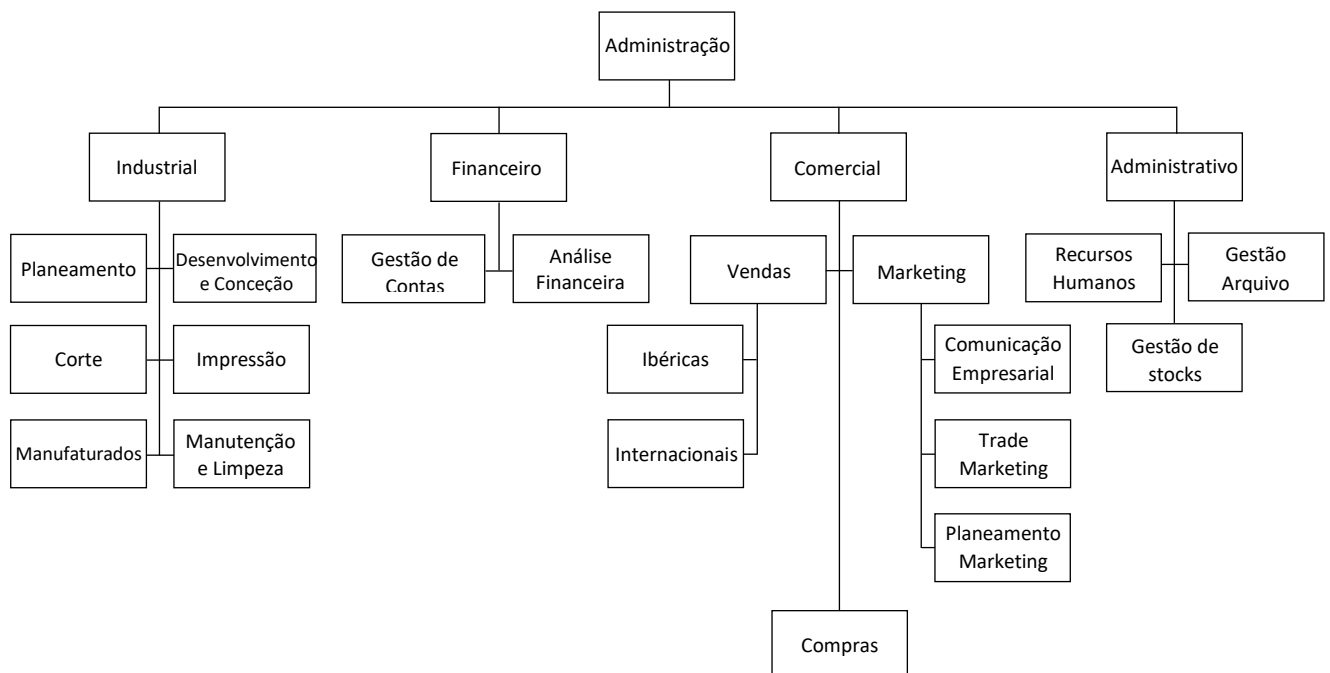 Administração
Industrial
Financeiro
Comercial
Administrativo
Planeamento
Desenvolvimento
e Conceção
Gestão de
Contas
Análise
Financeira
Vendas
Marketing
Recursos
Humanos
Gestão
Arquivo
Corte
Impressão
Ibéricas
Comunicação
Empresarial
Gestão de
stocks
Manufaturados
Manutenção
e Limpeza
Internacionais
Trade
Marketing
Planeamento
Marketing
Compras